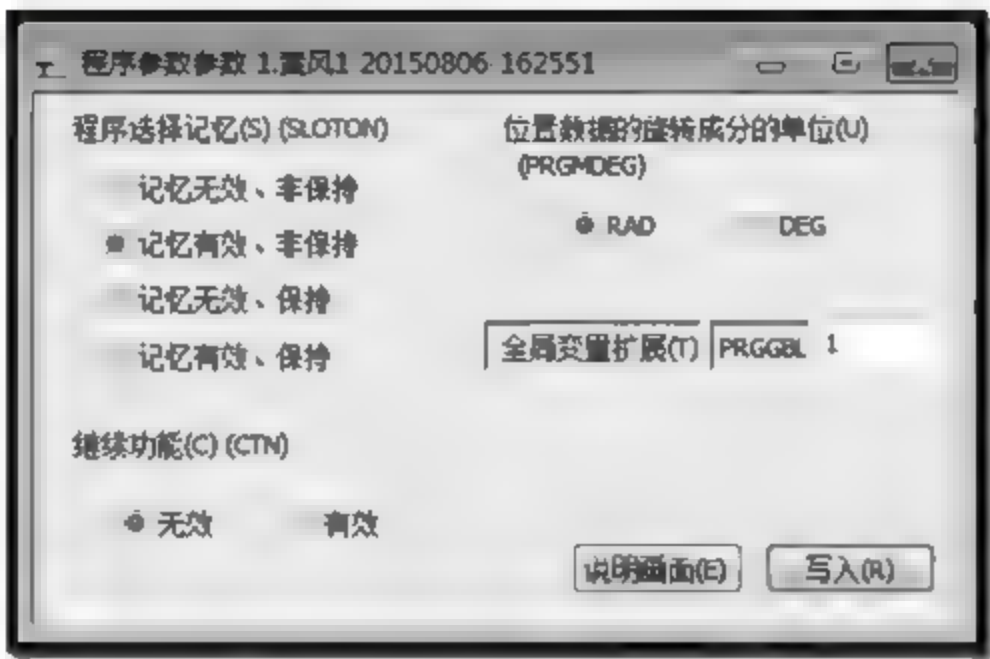 程序参数参数 1.震风1 20150806-162551
程序选择记忆(S) (SLOTON)
记忆无效、非保持
记忆有效、非保持
记忆无效、保持
记忆有效、保持
继续功能(C) (CTN)
无效 有效
位置数据的旋转成分的单位(U)
(PRGMDEG)
RAD DEG
全局变量扩展(T) PRGGBL 1
说明画面(E) 写入(R)